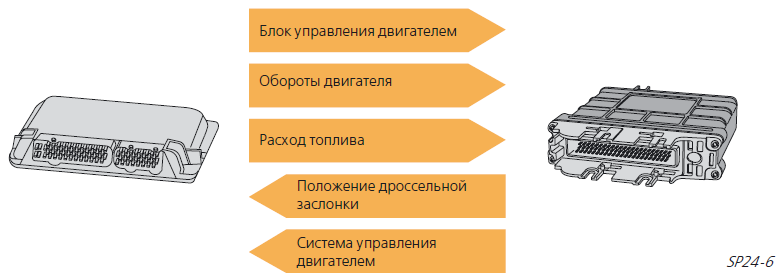 Блок управления двигателем
Обороты двигателя
Расход топлива
Положение дроссельной
заслонки
Система управления
двигателем
SP24-6